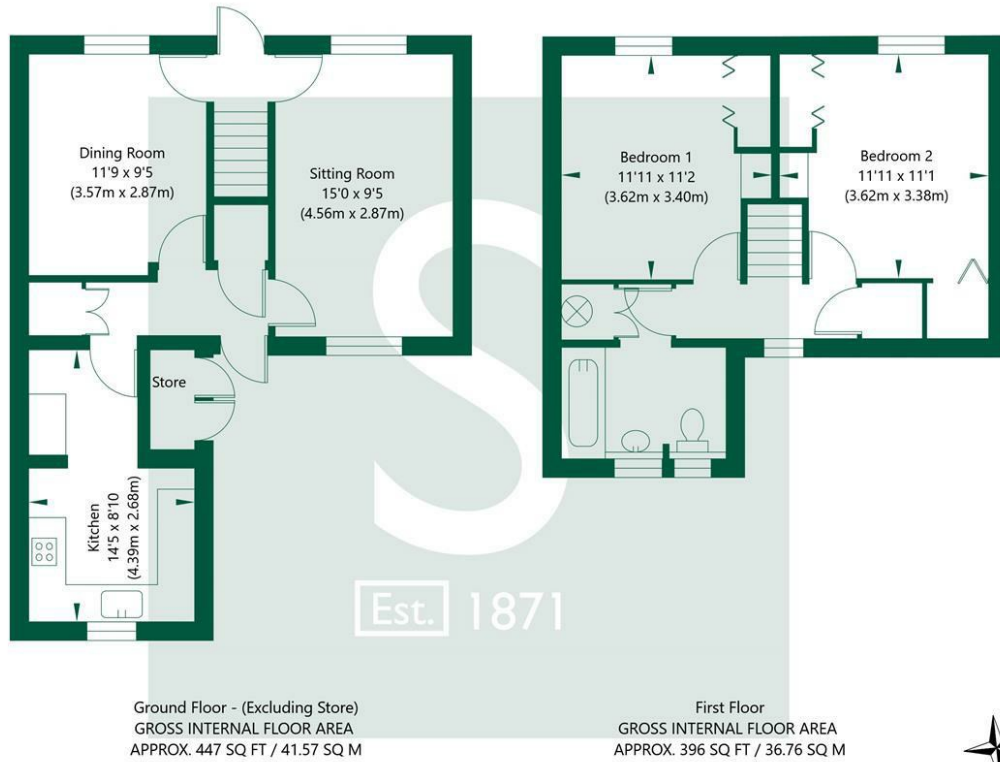 Dining Room
11'9 x 9'5
(3.57m x 2.87m)
Sitting Room
15'0 x 9'5
(4.56m x 2.87m)
Store
Kitchen
14'5 x 8'10
(4.39m x 2.68m)
Bedroom 1
11'11 x 11'2
(3.62m x 3.40m)
Bedroom 2
11'11 x 11'1
(3.62m x 3.38m)
S
Est. 1871
Ground Floor - (Excluding Store)
GROSS INTERNAL FLOOR AREA
APPROX. 447 SQ FT / 41.57 SQ M
First Floor
GROSS INTERNAL FLOOR AREA
APPROX. 396 SQ FT / 36.76 SQ M